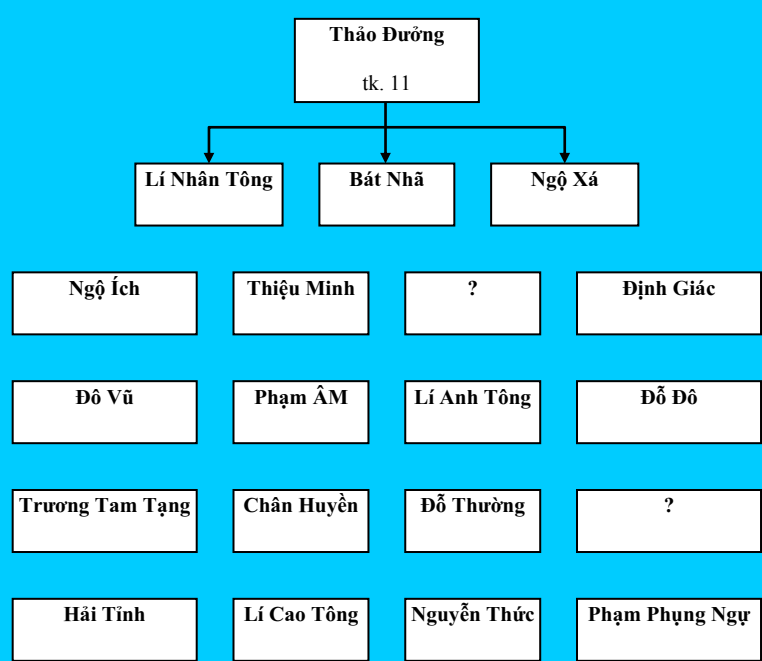 Thảo Đưởng
tk. 11
Lí Nhân Tông
Bát Nhã
Ngộ Xá
Ngộ Ích
Thiệu Minh
?
Định Giác
Đô Vũ
Phạm ÂM
Lí Anh Tông
Đỗ Đô
Trương Tam Tạng
Chân Huyền
Đỗ Thường
?
Hải Tỉnh
Lí Cao Tông
Nguyễn Thức
Phạm Phụng Ngự